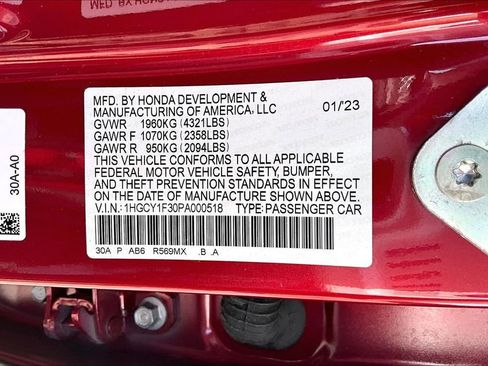 MFD. BY HONDA DEVELOPMENT &
MANUFACTURING OF AMERICA, LLC 01/'23
GVWR 1960KG (4321LBS)
GAWR F 1070KG (2358LBS)
GAWR R 950KG (2094LBS)
THIS VEHICLE CONFORMS TO ALL APPLICABLE
FEDERAL MOTOR VEHICLE SAFETY, BUMPER,
AND THEFT PREVENTION STANDARDS IN EFFECT
ON THE DATE OF MANUFACTURE SHOWN ABOVE.
V.I.N.: 1HGCY1F30PA000518 TYPE: PASSENGER CAR
30A P AB6 R569MX .B .A
30A-A0